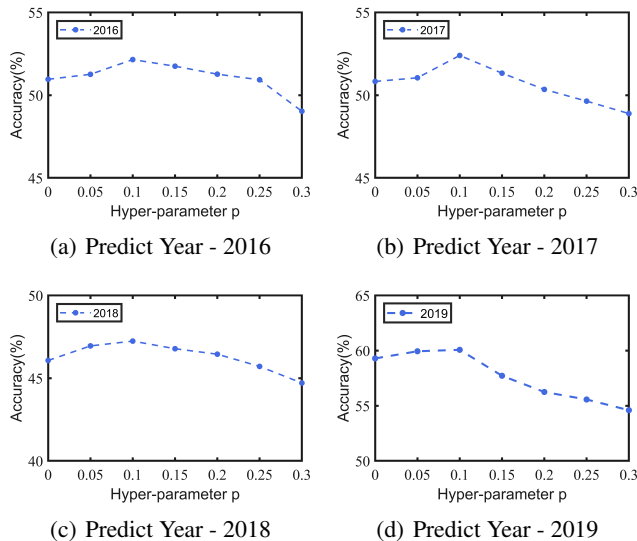 55
2016
Accuracy(%)
50
45
0 0.05 0.1 0.15 0.2 0.25 0.3
Hyper-parameter p
(a) Predict Year - 2016
55
2017
Accuracy(%)
50
45
0 0.05 0.1 0.15 0.2 0.25 0.3
Hyper-parameter p
(b) Predict Year - 2017
50
2018
Accuracy(%)
45
40
0 0.05 0.1 0.15 0.2 0.25 0.3
Hyper-parameter p
(c) Predict Year - 2018
65
2019
Accuracy(%)
60
55
50
0 0.05 0.1 0.15 0.2 0.25 0.3
Hyper-parameter p
(d) Predict Year - 2019